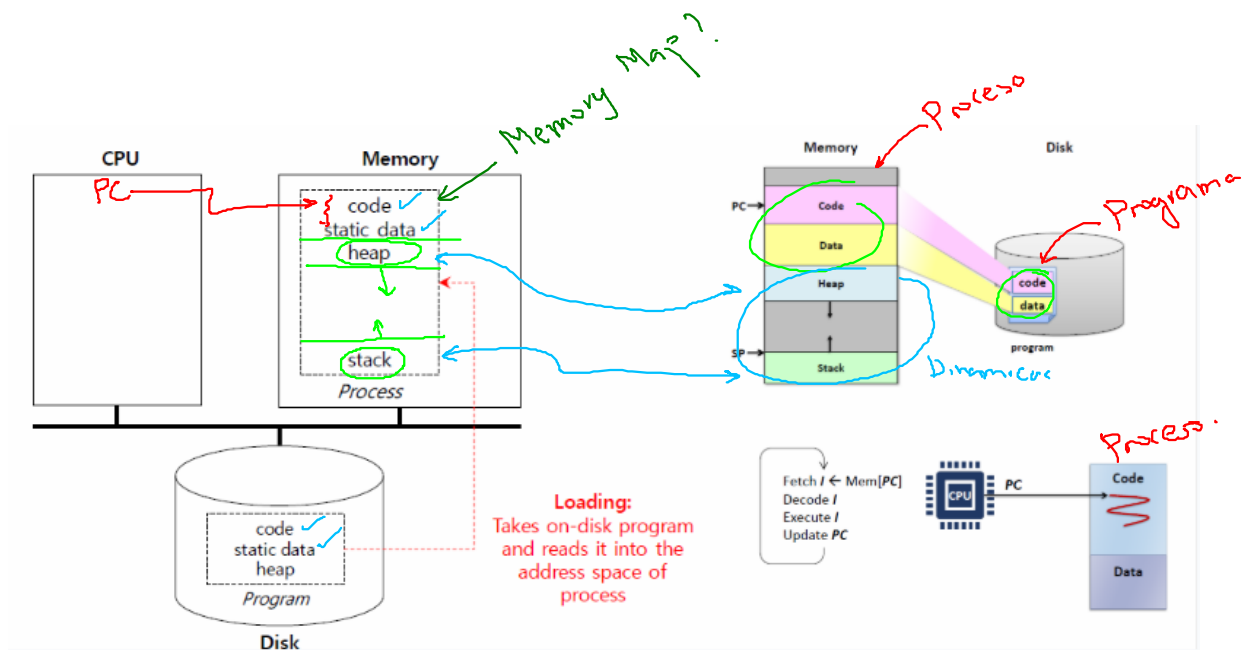 Memory Map?
CPU
PC
Memory
code
static data
heap
stack
Process
code
static data
heap
Program
Disk
Loading:
Takes on-disk program
and reads it into the
address space of
process
Proceso
Memory
Disk
Programa
PC
Code
Data
Heap
SP
Stack
code
data
program
Dinamicas
Fetch I ← Mem[PC]
Decode I
Execute I
Update PC
CPU
PC
Proceso.
Code
Data